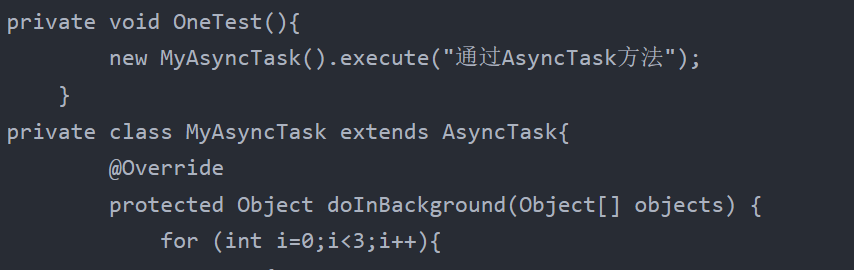 private void OneTest(){
new MyAsyncTask().execute("通过AsyncTask方法");
}
private class MyAsyncTask extends AsyncTask{
@Override
protected Object doInBackground(Object[] objects) {
for (int i=0;i<3;i++){